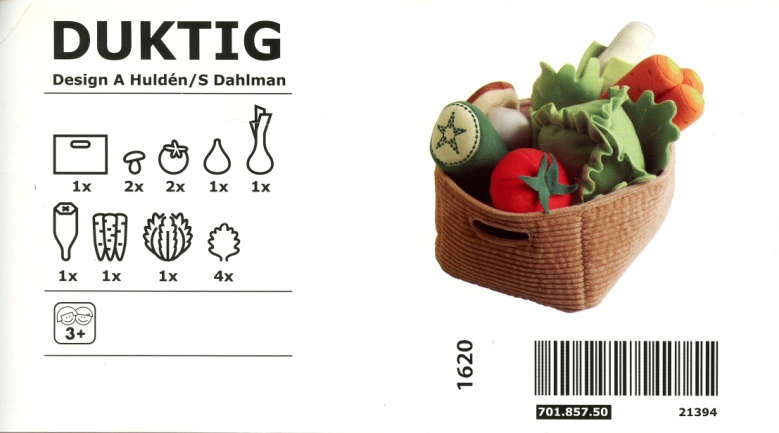 DUKTIG
Design A Huldén/S Dahlman
1x 2x 2x 1x 1x
1x 1x 1x 4x
3+
1620
701.857.50 21394